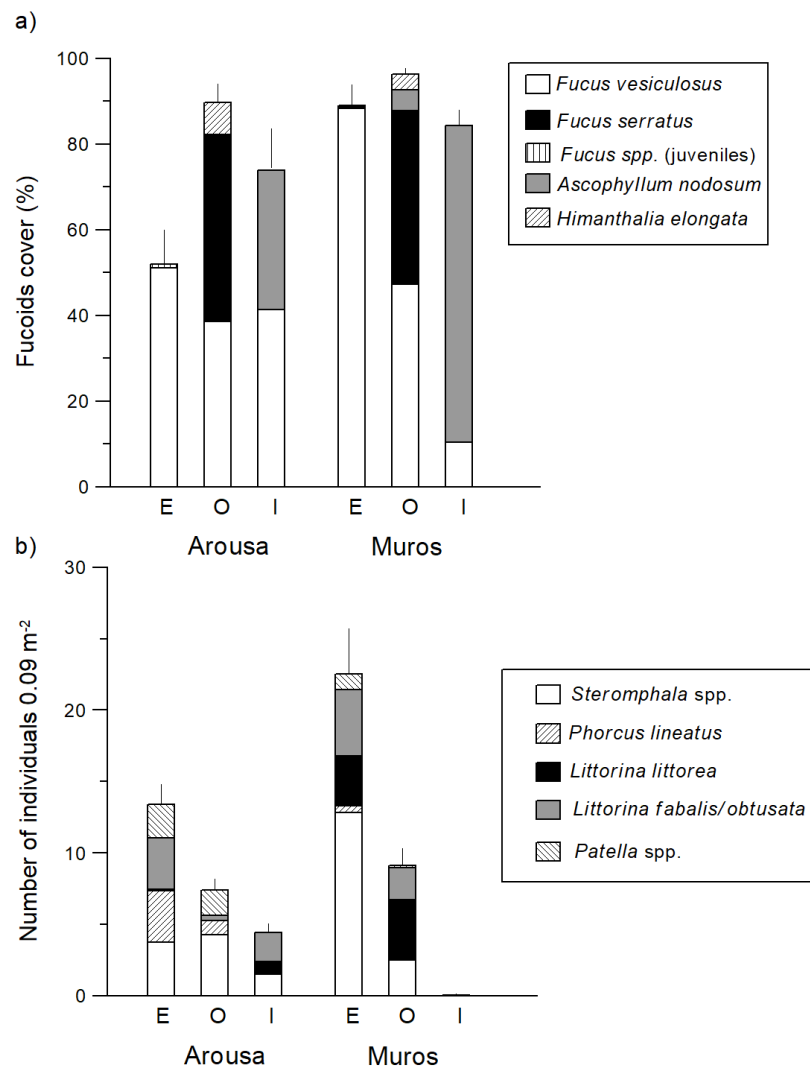 a)
100
80
60
40
20
0
Fucoids cover (%)
Fucus vesiculosus
Fucus serratus
Fucus spp. (juveniles)
Ascophyllum nodosum
Himanthalia elongata
E O I E O I
Arousa Muros
b)
30
20
10
0
Number of individuals 0.09 m-2
Steromphala spp.
Phorcus lineatus
Littorina littorea
Littorina fabalis/obtusata
Patella spp.
E O I E O I
Arousa Muros